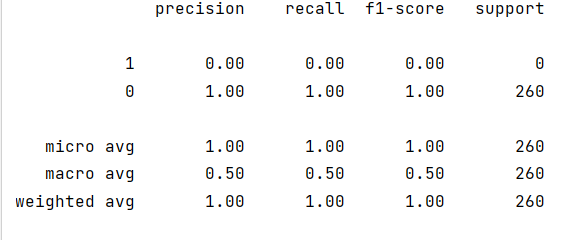 precision recall f1-score support
1 0.00 0.00 0.00 0
0 1.00 1.00 1.00 260
micro avg 1.00 1.00 1.00 260
macro avg 0.50 0.50 0.50 260
weighted avg 1.00 1.00 1.00 260